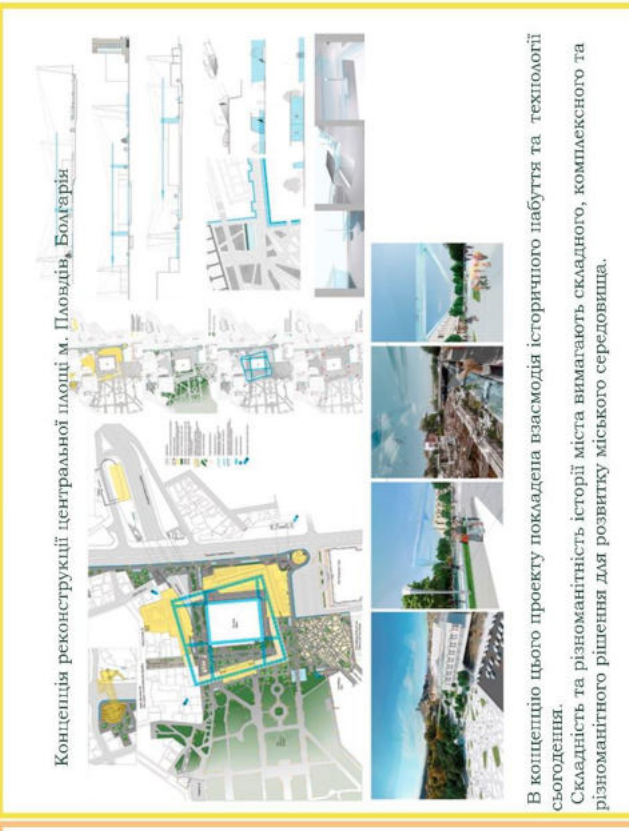 Концепція реконструкції центральної площі м. Пловдів, Болгарія
В концепцію цього проекту покладена взаємодія історичного набуття та технології
сьогодення.
Складність та різноманітність історії міста вимагають складного, комплексного та
різноманітного рішення для розвитку міського середовища.